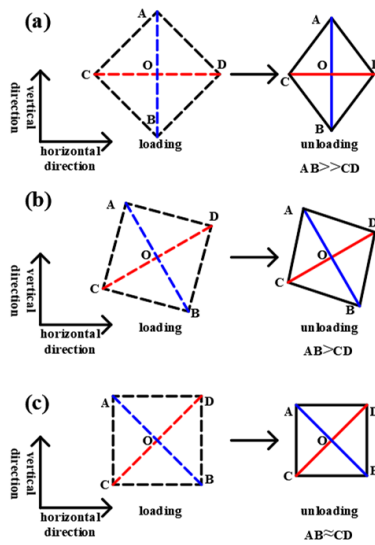 (a)
A
C
O
D
B
vertical
direction
horizontal
direction
loading
A
C
O
D
B
unloading
AB>>CD
(b)
A
D
O
C
B
vertical
direction
horizontal
direction
loading
A
D
O
C
B
unloading
AB>CD
(c)
A
D
O
C
B
vertical
direction
horizontal
direction
loading
A
D
O
C
B
unloading
AB≈CD